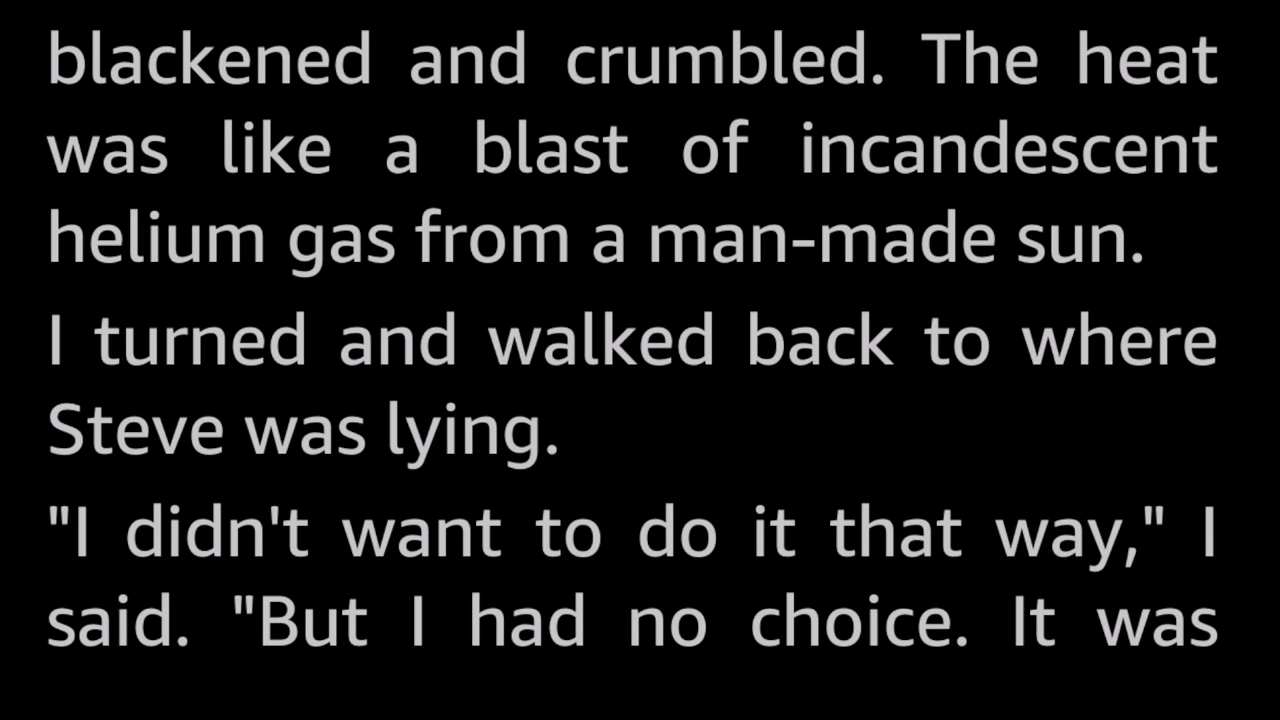 blackened and crumbled. The heat
was like a blast of incandescent
helium gas from a man-made sun.
I turned and walked back to where
Steve was lying.
"I didn't want to do it that way," I
said. "But I had no choice. It was